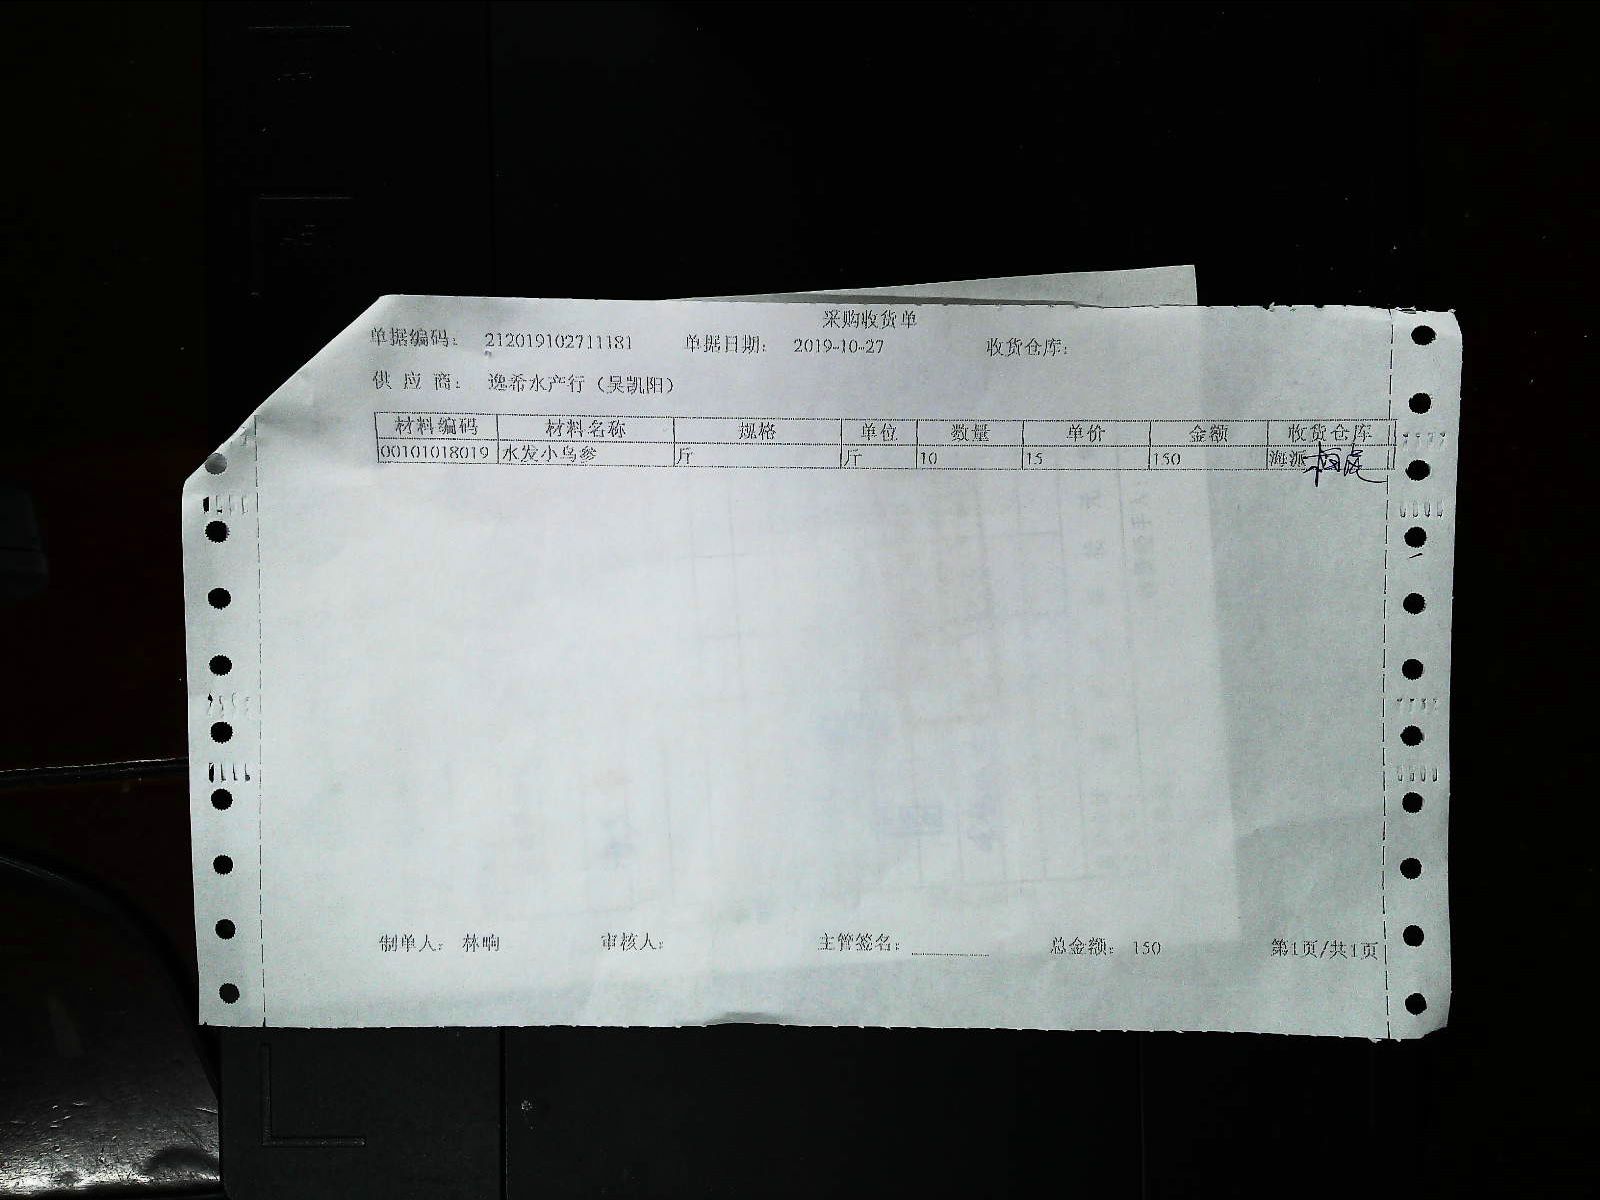 采购收货单
单据编码： 212019102711181 单据日期： 2019-10-27 收货仓库：
供 应 商： 逸希水产行（吴凯阳）
材料编码 材料名称 规格 单位 数量 单价 金额 收货仓库
00101018019 水发小乌参 斤 斤 10 15 150 海派
制单人： 林响 审核人： 主管签名： 总金额： 150 第1页/共1页